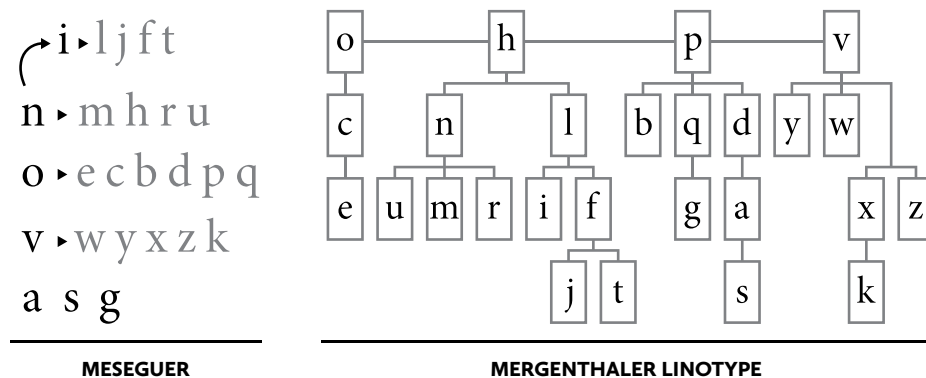 i ▸ l j f t
n ▸ m h r u
o ▸ e c b d p q
v ▸ w y x z k
a s g
MESEGUER
o h p v
c n l b q d y w
e u m r i f g a x z
j t s k
MERGENTHALER LINOTYPE